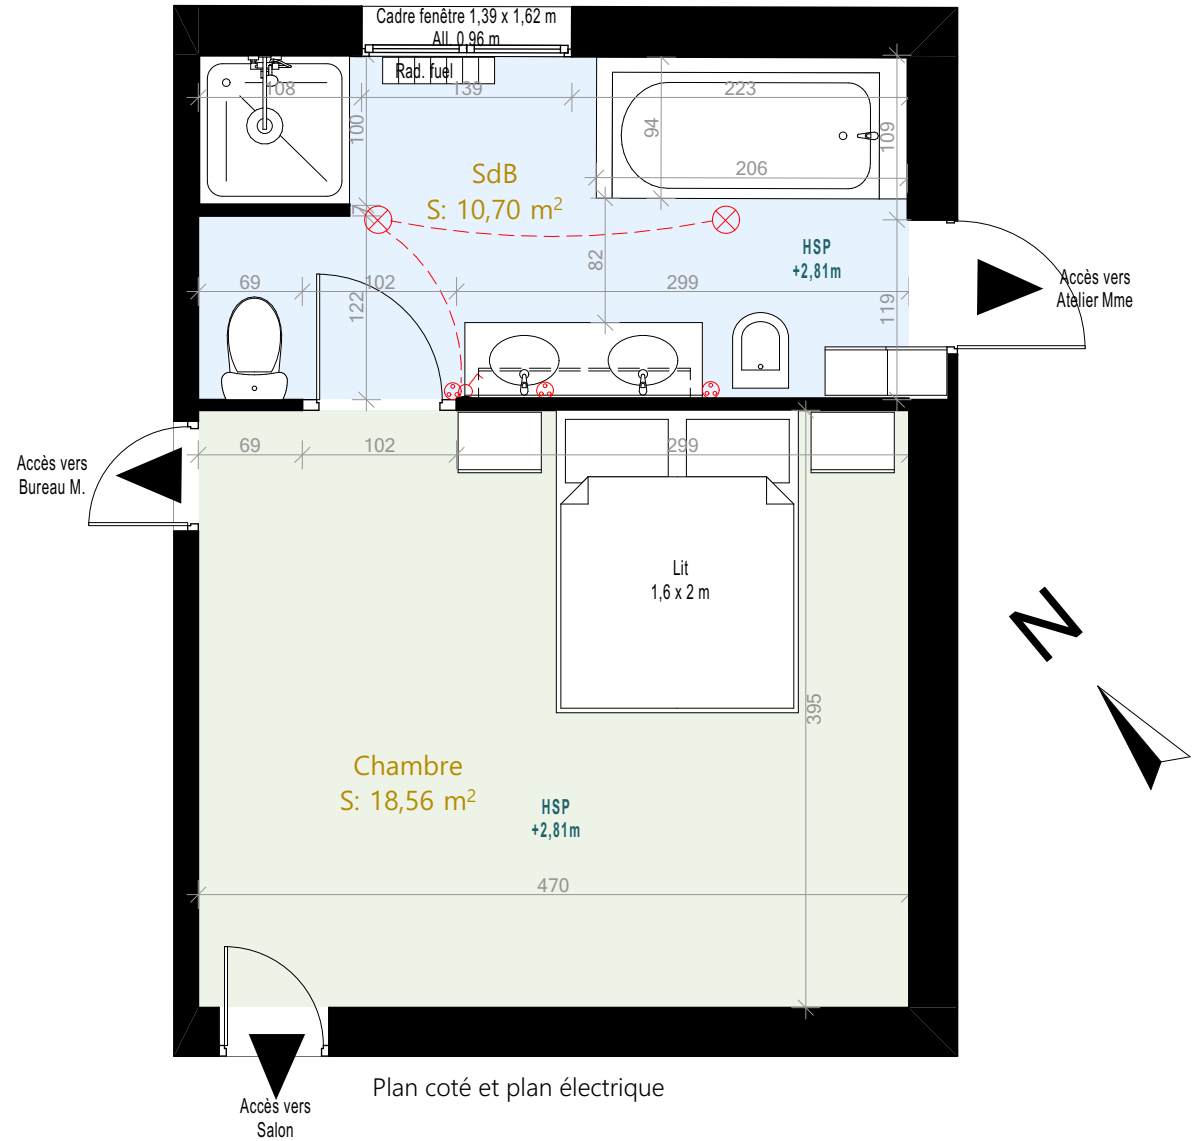 Cadre fenêtre 1,39 x 1,62 m
All. 0,96 m
Rad. fuel
108
139
223
100
94
109
206
SdB
S: 10,70 m²
7
HSP
+2,81m
82
69
102
299
122
119
Accès vers
Atelier Mme
69
102
299
Accès vers
Bureau M.
Lit
1,6 x 2 m
N
395
Chambre
S: 18,56 m²
HSP
+2,81m
470
Plan coté et plan électrique
Accès vers
Salon